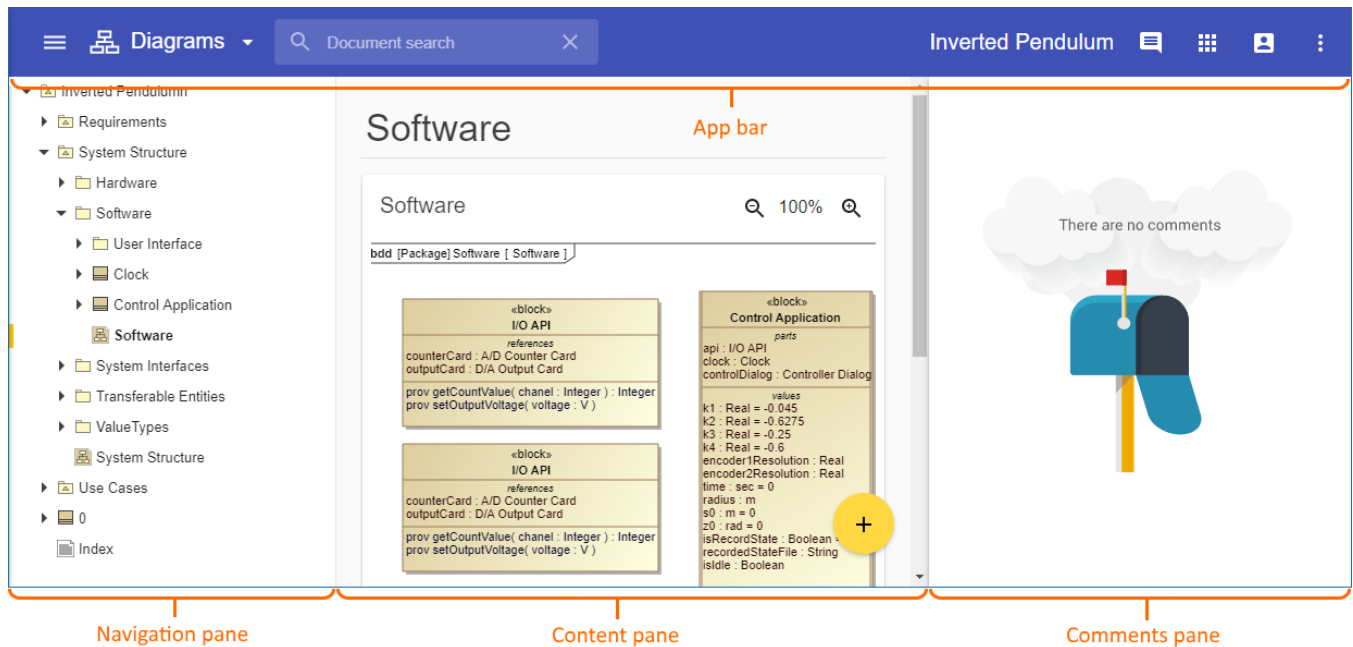 Diagrams
Document search
Inverted Pendulum
Inverted Pendulumn
App bar
Requirements
System Structure
Hardware
Software
User Interface
Clock
Control Application
Software
System Interfaces
Transferable Entities
ValueTypes
System Structure
Use Cases
0
Index
Software
Software
100%
bdd [Package] Software [ Software ]
«block»
I/O API
references
counterCard : A/D Counter Card
outputCard : D/A Output Card
prov getCountValue( chanel : Integer ) : Integer
prov setOutputVoltage( voltage : V )
«block»
I/O API
references
counterCard : A/D Counter Card
outputCard : D/A Output Card
prov getCountValue( chanel : Integer ) : Integer
prov setOutputVoltage( voltage : V )
«block»
Control Application
parts
api : I/O API
clock : Clock
controlDialog : Controller Dialog
values
k1 : Real = -0.045
k2 : Real = -0.6275
k3 : Real = -0.25
k4 : Real = -0.6
encoder1Resolution : Real
encoder2Resolution : Real
time : sec = 0
radius : m
s0 : m = 0
z0 : rad = 0
isRecordState : Boolean =
recordedStateFile : String
isIdle : Boolean
There are no comments
Navigation pane
Content pane
Comments pane